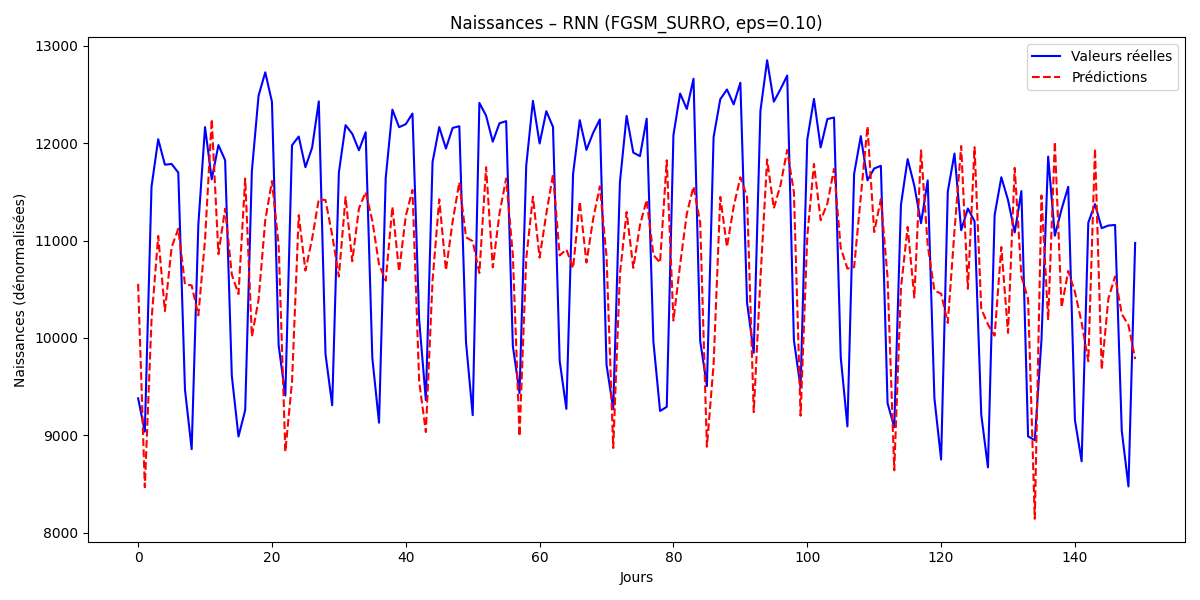 Naissances – RNN (FGSM_SURRO, eps=0.10)
Valeurs réelles
Prédictions
Naissances (dénormalisées)
13000
12000
11000
10000
9000
8000
0 20 40 60 80 100 120 140
Jours